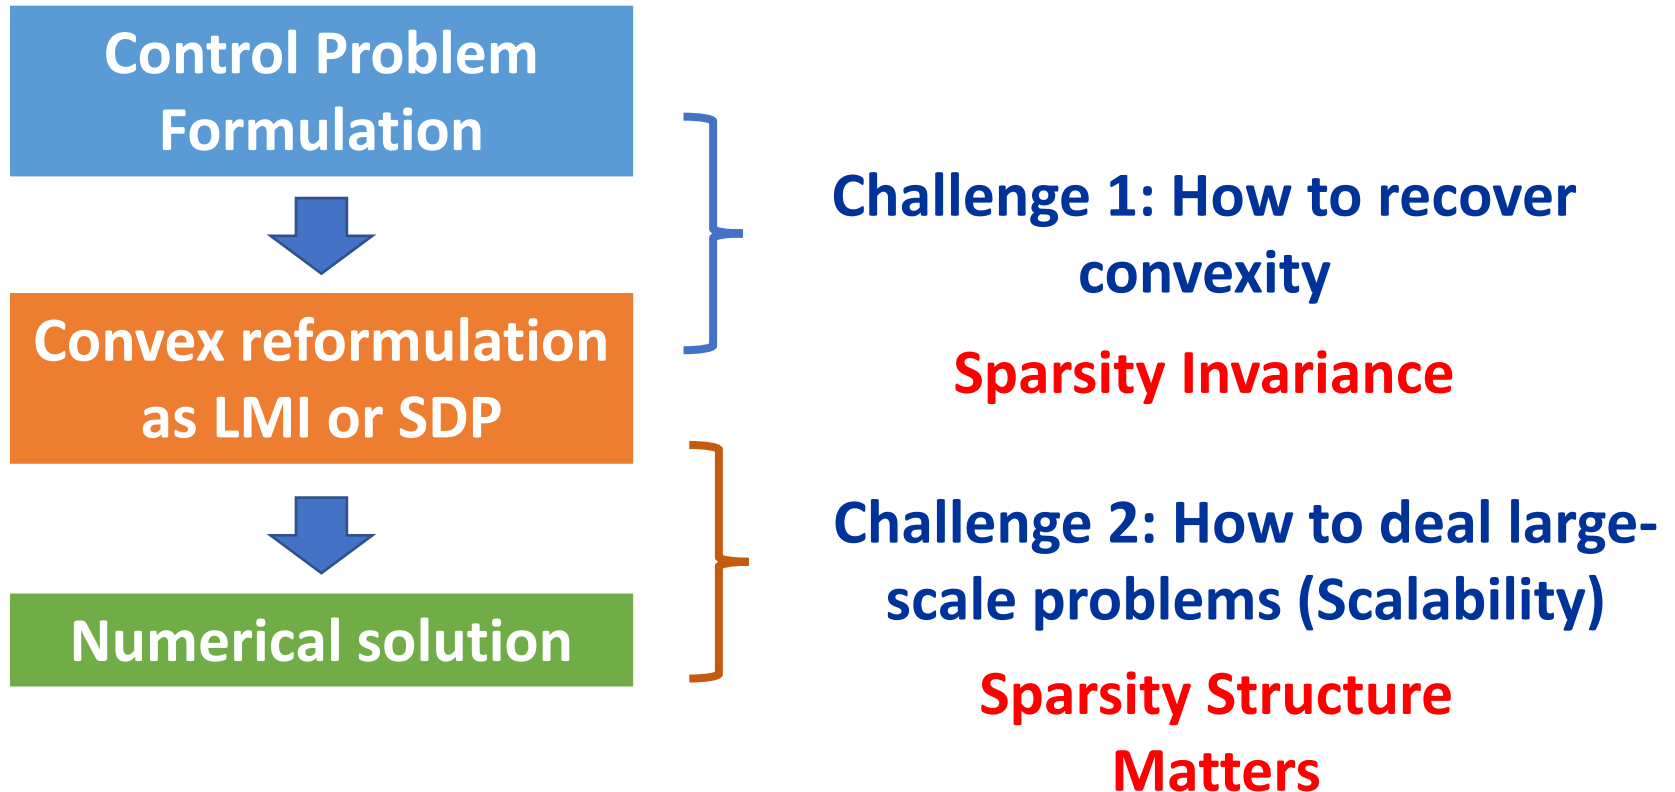 Control Problem
Formulation
Convex reformulation
as LMI or SDP
Numerical solution
Challenge 1: How to recover
convexity
Sparsity Invariance
Challenge 2: How to deal large-
scale problems (Scalability)
Sparsity Structure
Matters